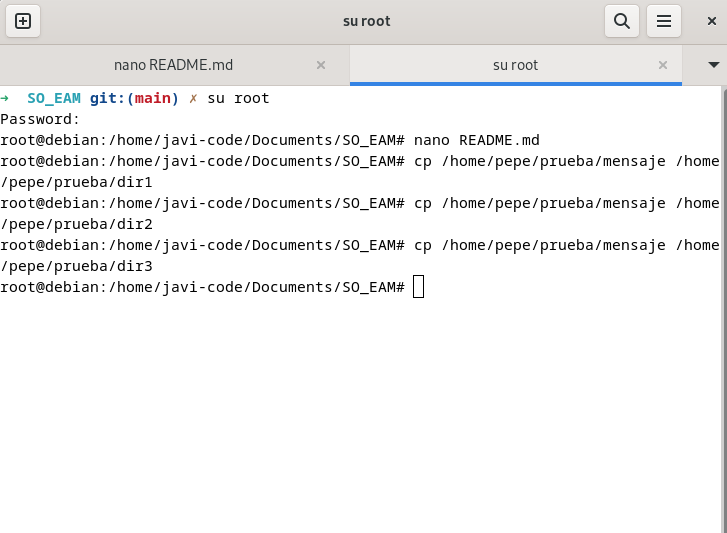 su root
nano README.md
su root
→ SO_EAM git:(main) ✗ su root
Password:
root@debian:/home/javi-code/Documents/SO_EAM# nano README.md
root@debian:/home/javi-code/Documents/SO_EAM# cp /home/pepe/prueba/mensaje /home
/pepe/prueba/dir1
root@debian:/home/javi-code/Documents/SO_EAM# cp /home/pepe/prueba/mensaje /home
/pepe/prueba/dir2
root@debian:/home/javi-code/Documents/SO_EAM# cp /home/pepe/prueba/mensaje /home
/pepe/prueba/dir3
root@debian:/home/javi-code/Documents/SO_EAM#